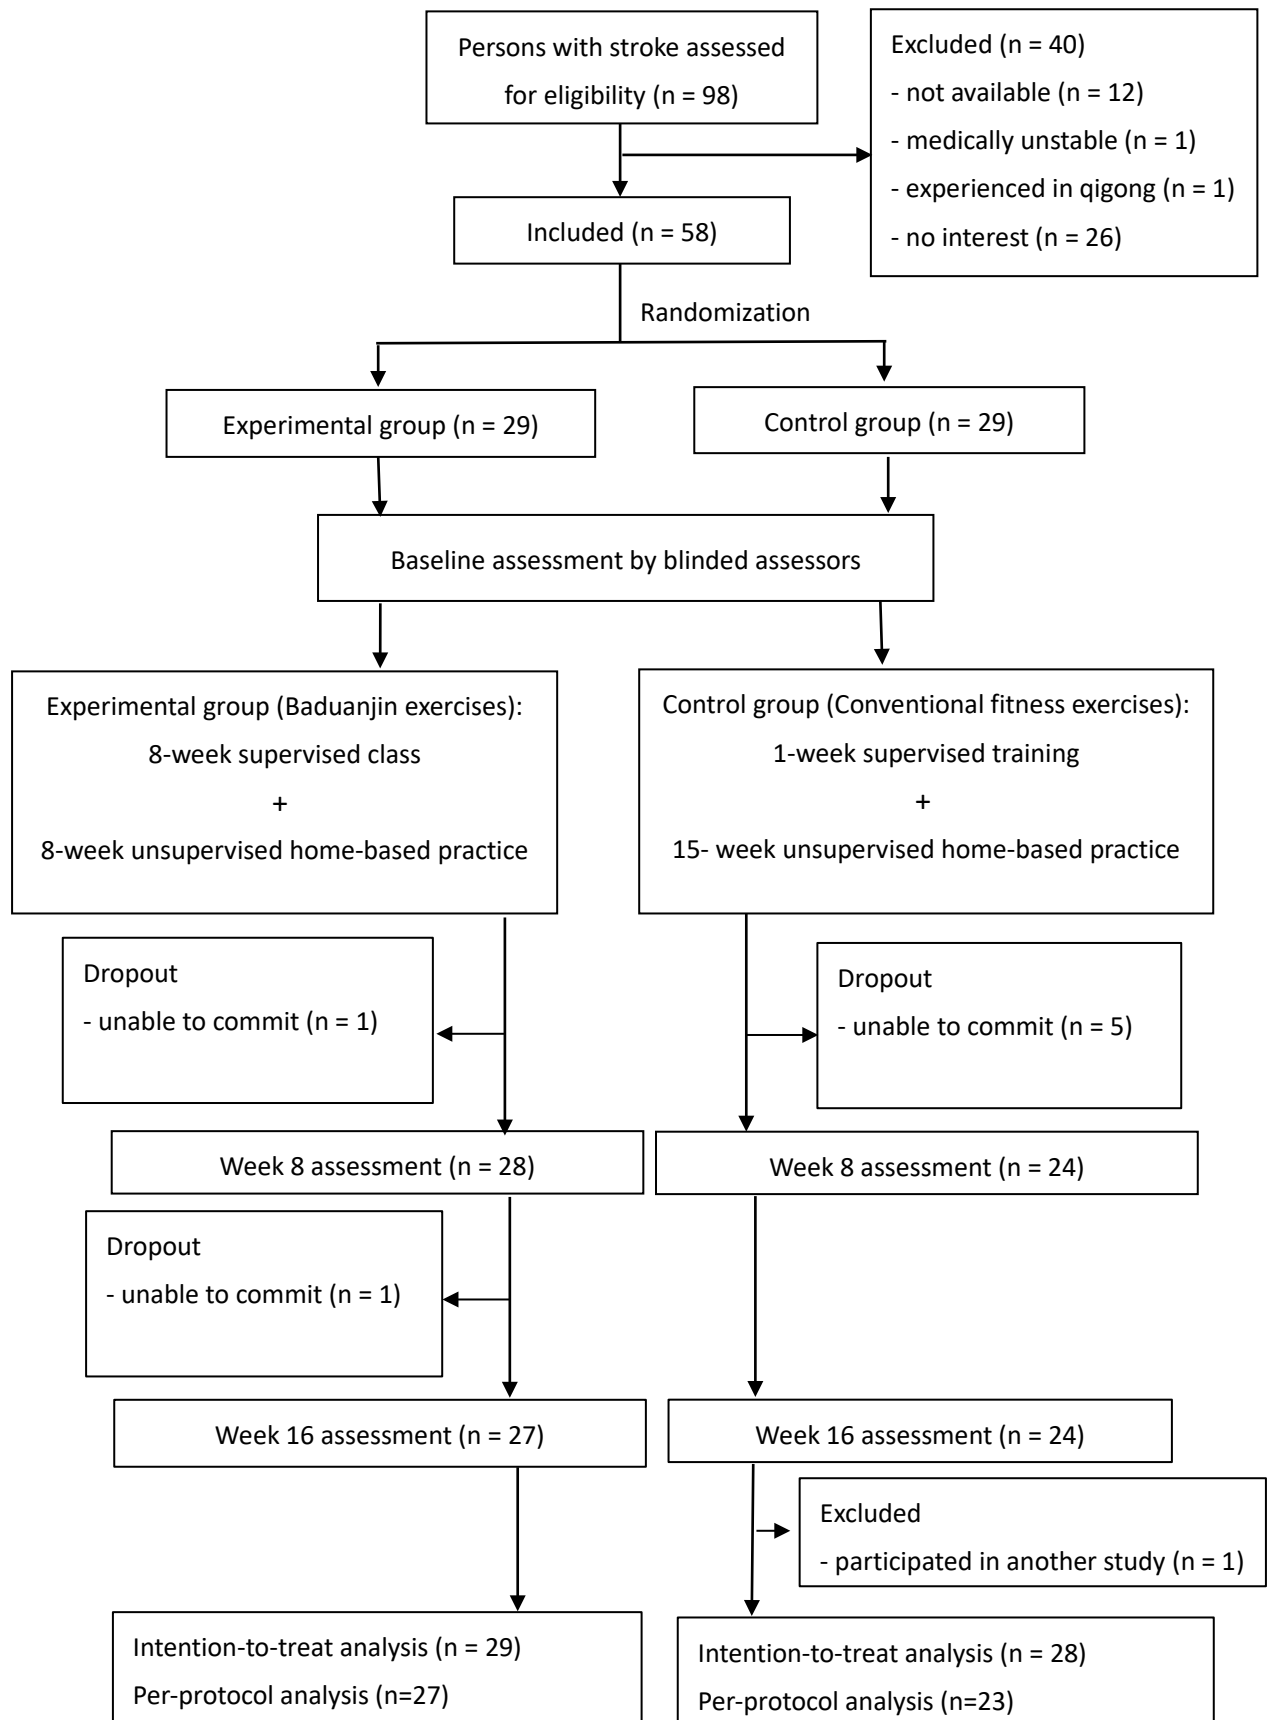 Persons with stroke assessed
for eligibility (n = 98)
Excluded (n = 40)
- not available (n = 12)
- medically unstable (n = 1)
- experienced in qigong (n = 1)
- no interest (n = 26)
Included (n = 58)
Randomization
Experimental group (n = 29)
Control group (n = 29)
Baseline assessment by blinded assessors
Experimental group (Baduanjin exercises):
8-week supervised class
+
8-week unsupervised home-based practice
Control group (Conventional fitness exercises):
1-week supervised training
+
15- week unsupervised home-based practice
Dropout
- unable to commit (n = 1)
Dropout
- unable to commit (n = 5)
Week 8 assessment (n = 28)
Week 8 assessment (n = 24)
Dropout
- unable to commit (n = 1)
Week 16 assessment (n = 27)
Week 16 assessment (n = 24)
Excluded
- participated in another study (n = 1)
Intention-to-treat analysis (n = 29)
Per-protocol analysis (n=27)
Intention-to-treat analysis (n = 28)
Per-protocol analysis (n=23)